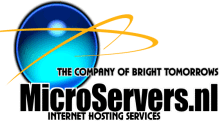 THE COMPANY OF BRIGHT TOMORROWS
MicroServers.nl
INTERNET HOSTING SERVICES